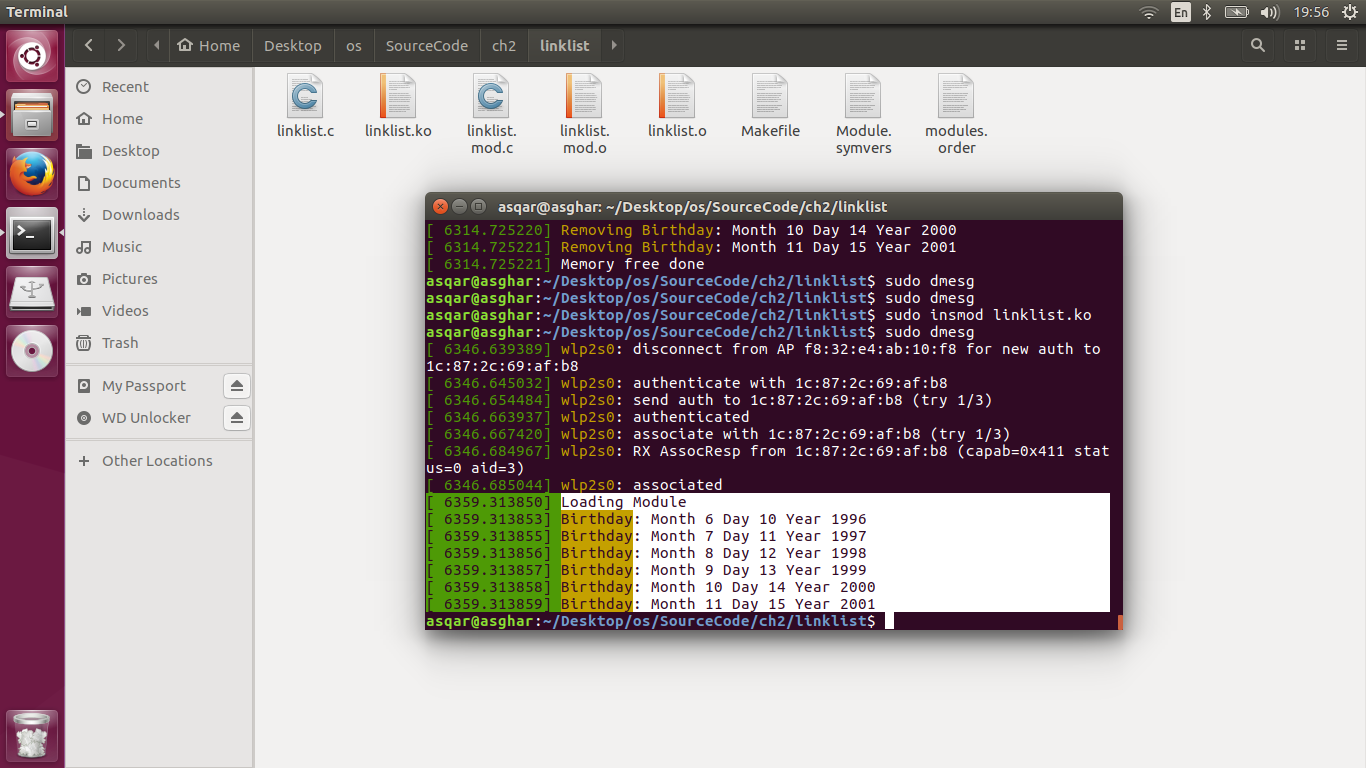 Terminal
En
19:56
Home
Desktop
os
SourceCode
ch2
linklist
Recent
Home
Desktop
Documents
Downloads
Music
Pictures
Videos
Trash
My Passport
WD Unlocker
Other Locations
linklist.c
linklist.ko
linklist.
mod.c
linklist.
mod.o
linklist.o
Makefile
Module.
symvers
modules.
order
asqar@asghar: ~/Desktop/os/SourceCode/ch2/linklist
[ 6314.725220] Removing Birthday: Month 10 Day 14 Year 2000
[ 6314.725221] Removing Birthday: Month 11 Day 15 Year 2001
[ 6314.725221] Memory free done
asqar@asghar:~/Desktop/os/SourceCode/ch2/linklist$ sudo dmesg
asqar@asghar:~/Desktop/os/SourceCode/ch2/linklist$ sudo dmesg
asqar@asghar:~/Desktop/os/SourceCode/ch2/linklist$ sudo insmod linklist.ko
asqar@asghar:~/Desktop/os/SourceCode/ch2/linklist$ sudo dmesg
[ 6346.639389] wlp2s0: disconnect from AP f8:32:e4:ab:10:f8 for new auth to
1c:87:2c:69:af:b8
[ 6346.645032] wlp2s0: authenticate with 1c:87:2c:69:af:b8
[ 6346.654484] wlp2s0: send auth to 1c:87:2c:69:af:b8 (try 1/3)
[ 6346.663937] wlp2s0: authenticated
[ 6346.667420] wlp2s0: associate with 1c:87:2c:69:af:b8 (try 1/3)
[ 6346.684967] wlp2s0: RX AssocResp from 1c:87:2c:69:af:b8 (capab=0x411 stat
us=0 aid=3)
[ 6346.685044] wlp2s0: associated
[ 6359.313850] Loading Module
[ 6359.313853] Birthday: Month 6 Day 10 Year 1996
[ 6359.313855] Birthday: Month 7 Day 11 Year 1997
[ 6359.313856] Birthday: Month 8 Day 12 Year 1998
[ 6359.313857] Birthday: Month 9 Day 13 Year 1999
[ 6359.313858] Birthday: Month 10 Day 14 Year 2000
[ 6359.313859] Birthday: Month 11 Day 15 Year 2001
asqar@asghar:~/Desktop/os/SourceCode/ch2/linklist$